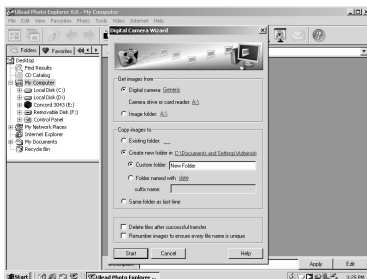 Ulead Photo Explorer 8.0 - My Computer
File Edit View Favorites Photo Tools Video Internet Help
Folders Favorites
Desktop
Find Results
CD Catalog
My Computer
Local Disk (C:)
Local Disk (D:)
Concord 3043 (E:)
Removable Disk (F:)
Control Panel
My Network Places
Internet Explorer
My Documents
Recycle Bin
Digital Camera Wizard
Get images from
Digital camera: Generic
Camera drive or card reader: A:\
Image folder: A:\
Copy images to
Existing folder:
Create new folder in C:\Documents and Settings\Administ
Custom folder: New Folder
Folder named with date
suffix name:
Same folder as last time
Delete files after successful transfer
Renumber images to ensure every file name is unique
Start Cancel Help
Description
Apply Edit
Start Ulead Photo Explorer ... 3:25 PM